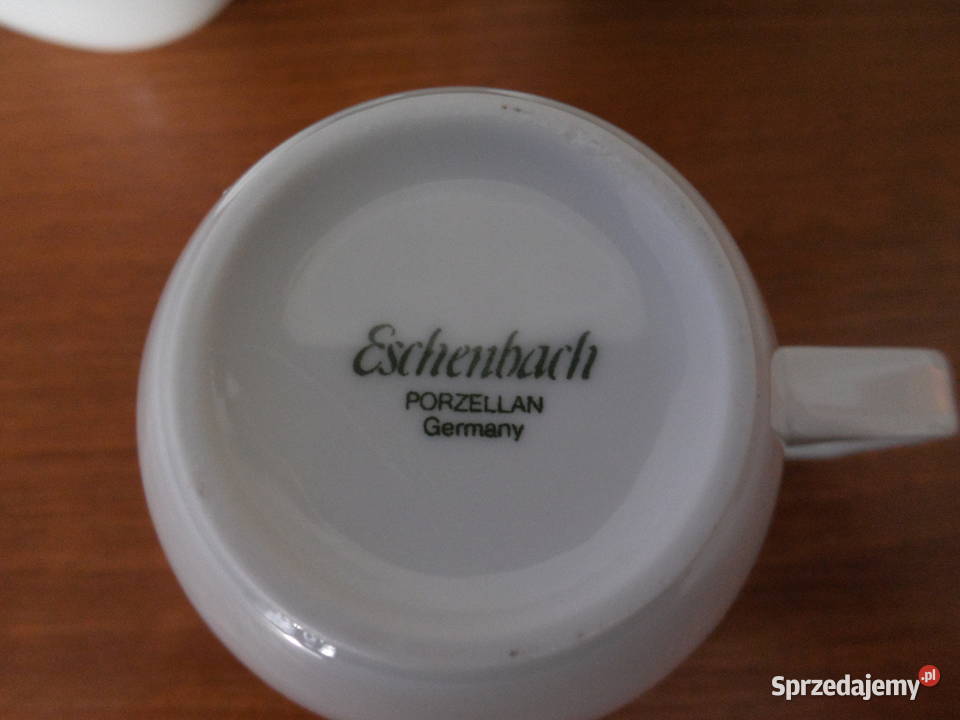 Eschenbach
PORZELLAN
Germany
Sprzedajemy.pl